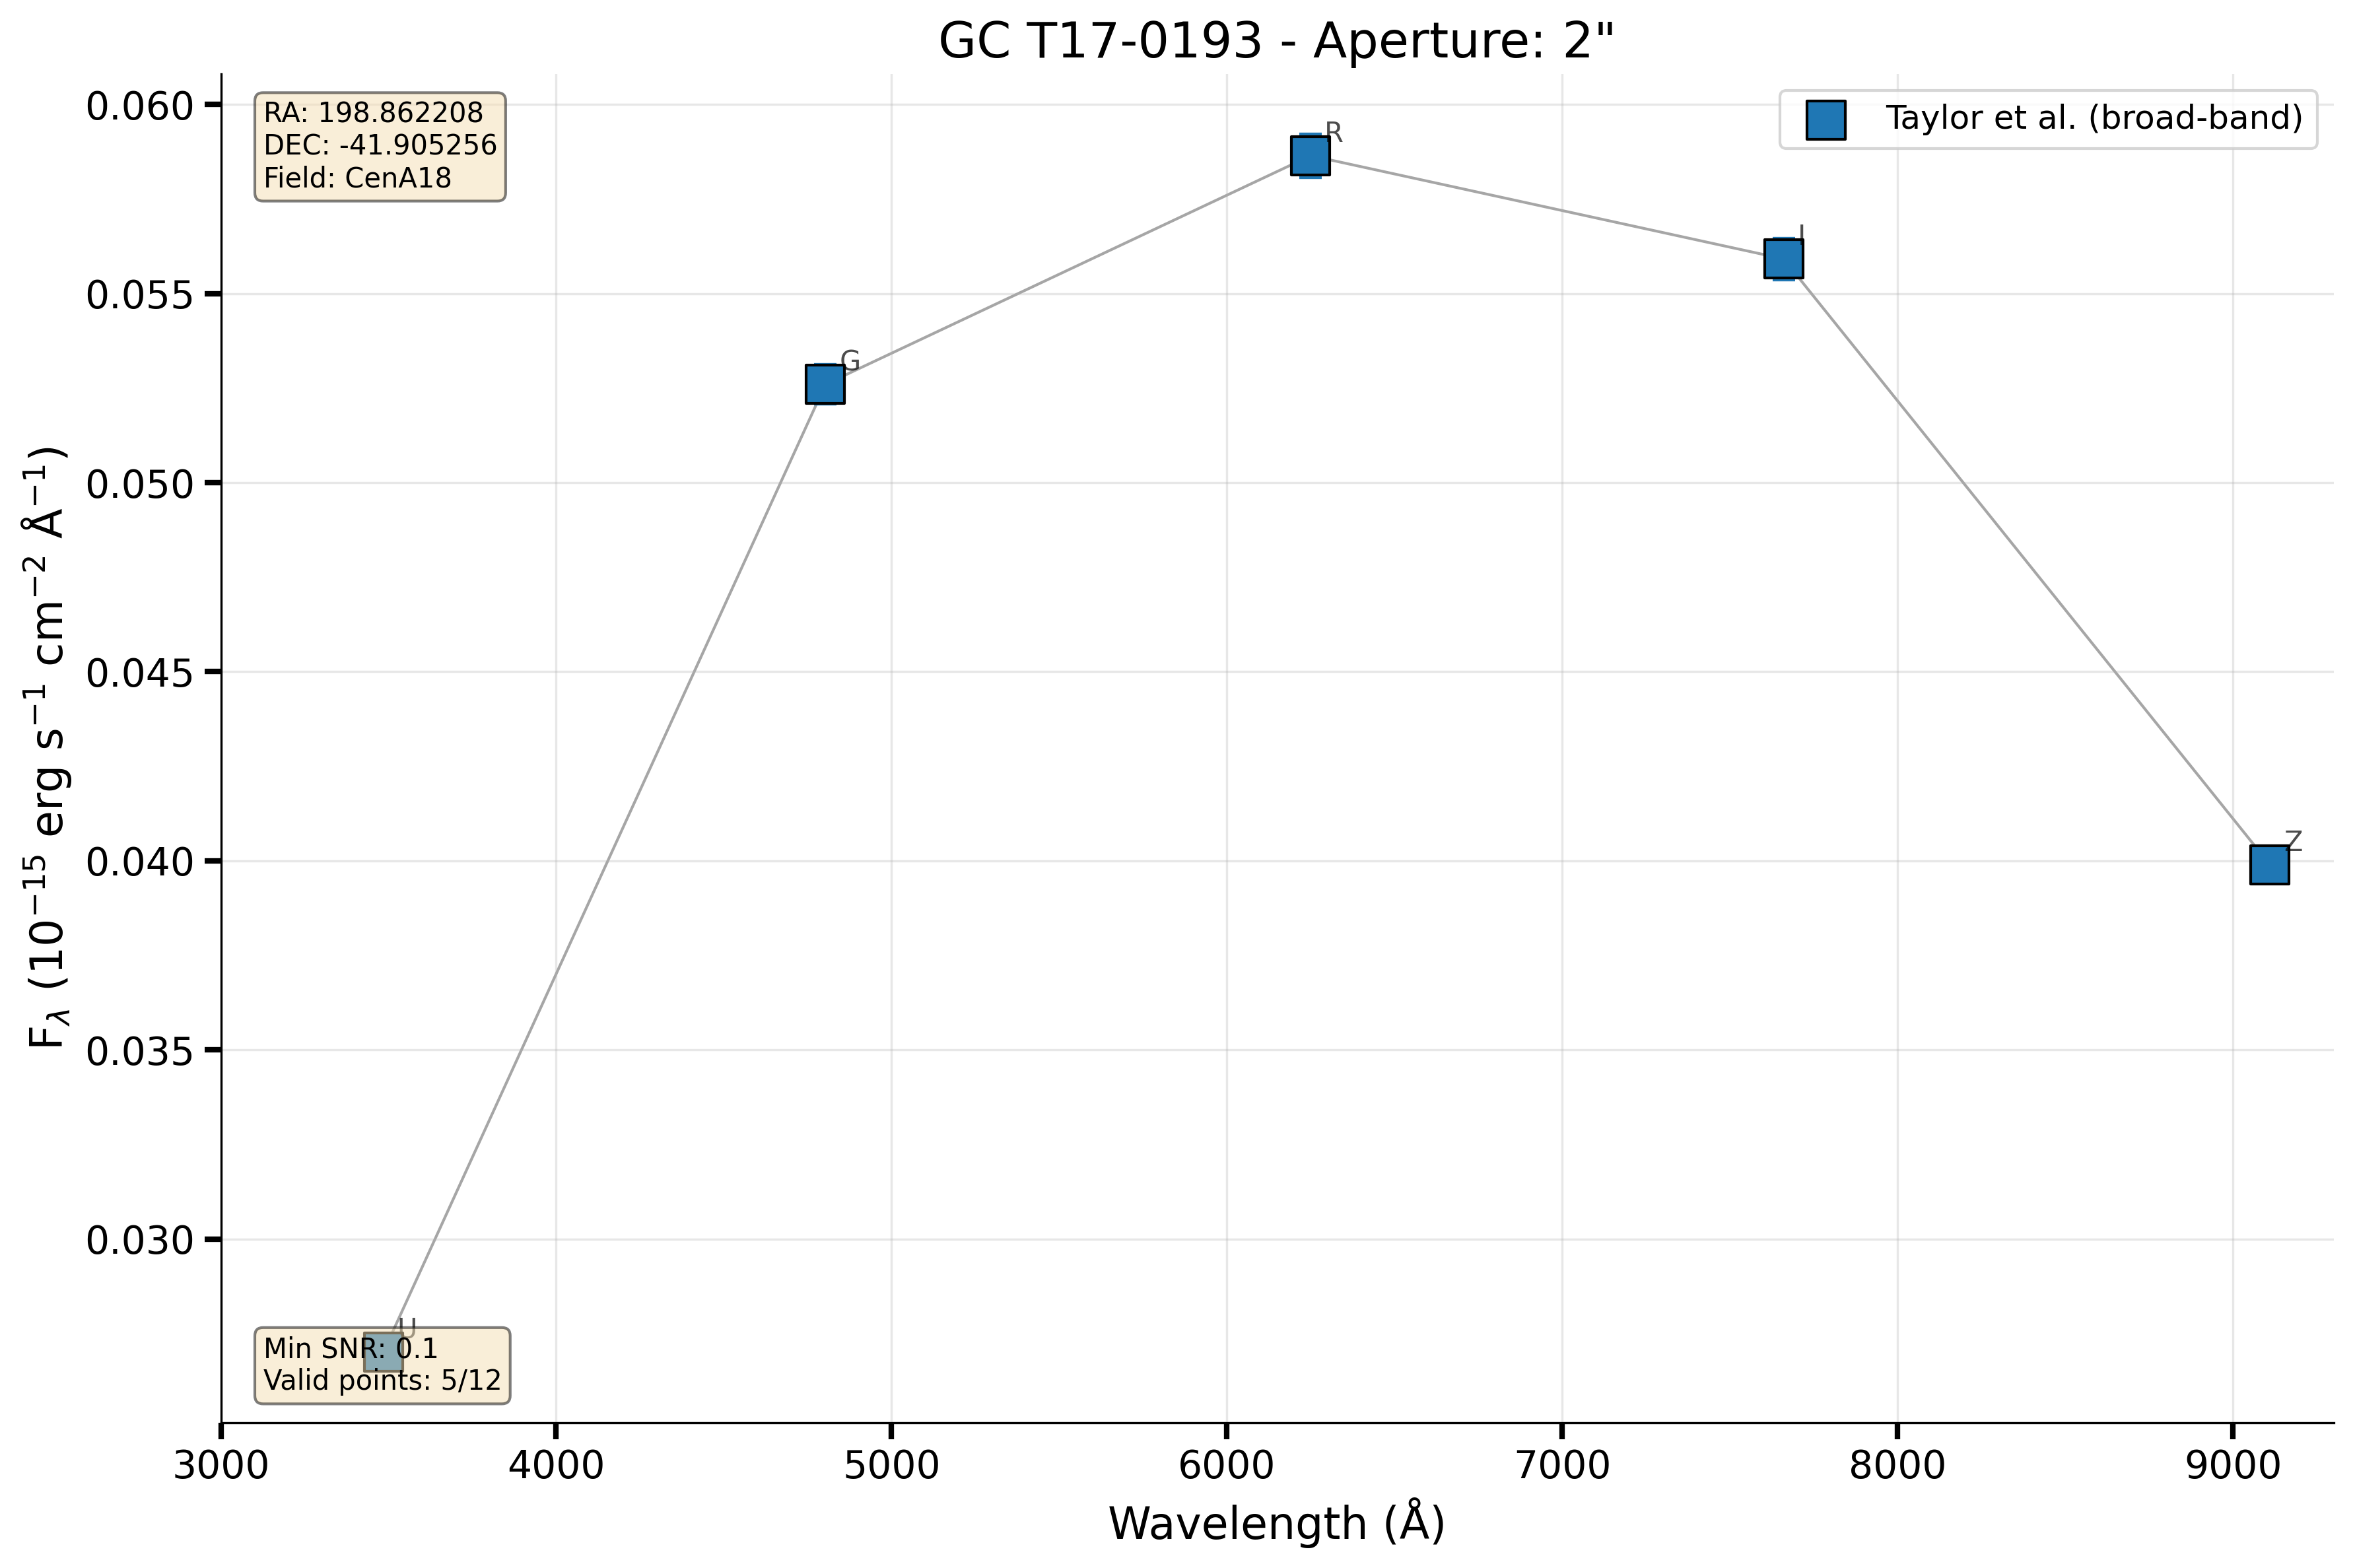 GC T17-0193 - Aperture: 2"
RA: 198.862208
DEC: -41.905256
Field: CenA18
Taylor et al. (broad-band)
R
I
G
Z
U
Min SNR: 0.1
Valid points: 5/12
0.060
0.055
0.050
0.045
0.040
0.035
0.030
F_λ (10⁻¹⁵ erg s⁻¹ cm⁻² Å⁻¹)
3000 4000 5000 6000 7000 8000 9000
Wavelength (Å)